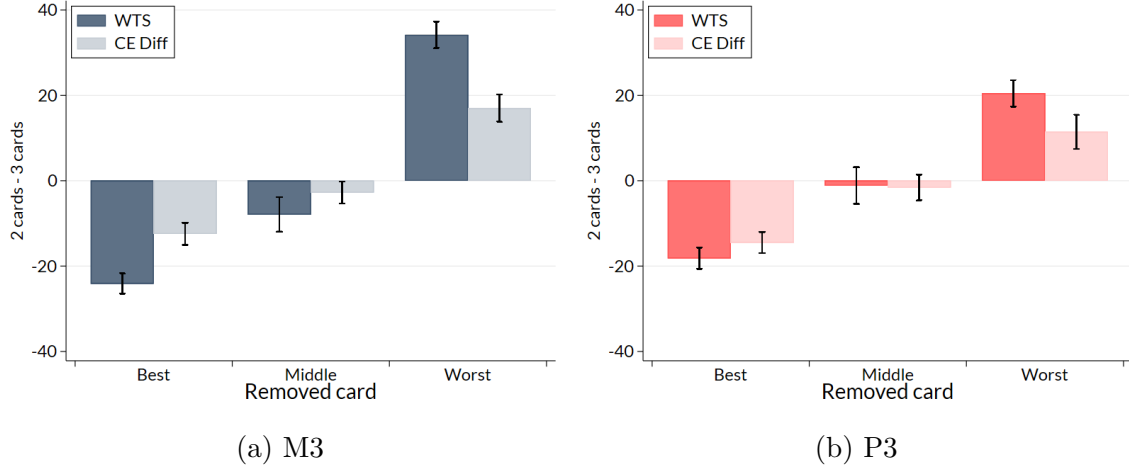 40
20
0
-20
-40
2 cards - 3 cards
WTS
CE Diff
Best
Middle
Worst
Removed card
(a) M3
40
20
0
-20
-40
2 cards - 3 cards
WTS
CE Diff
Best
Middle
Worst
Removed card
(b) P3